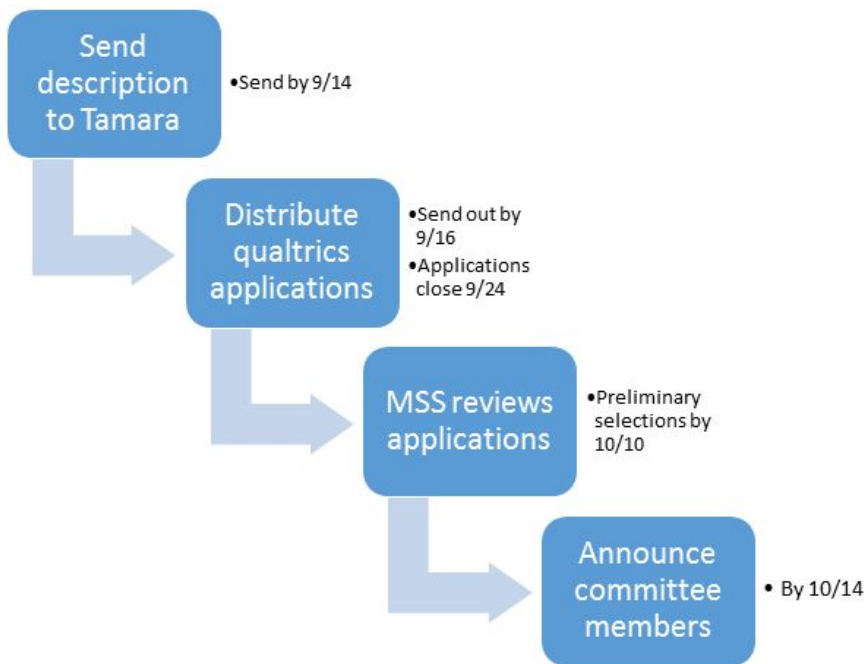 Send
description
to Tamara
•Send by 9/14
Distribute
qualtrics
applications
•Send out by
9/16
•Applications
close 9/24
MSS reviews
applications
•Preliminary
selections by
10/10
Announce
committee
members
• By 10/14